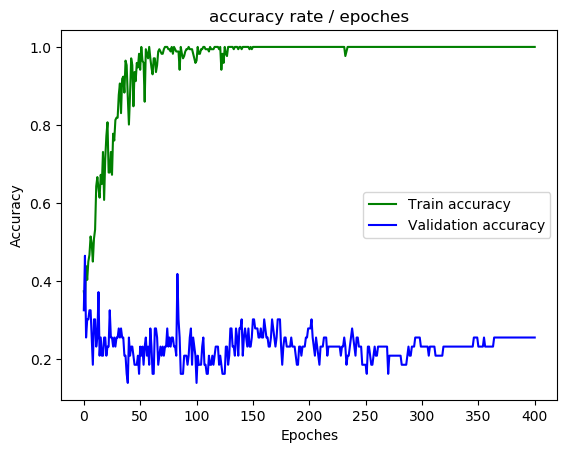 accuracy rate / epoches
1.0
0.8
0.6
0.4
0.2
Accuracy
Train accuracy
Validation accuracy
0 50 100 150 200 250 300 350 400
Epoches